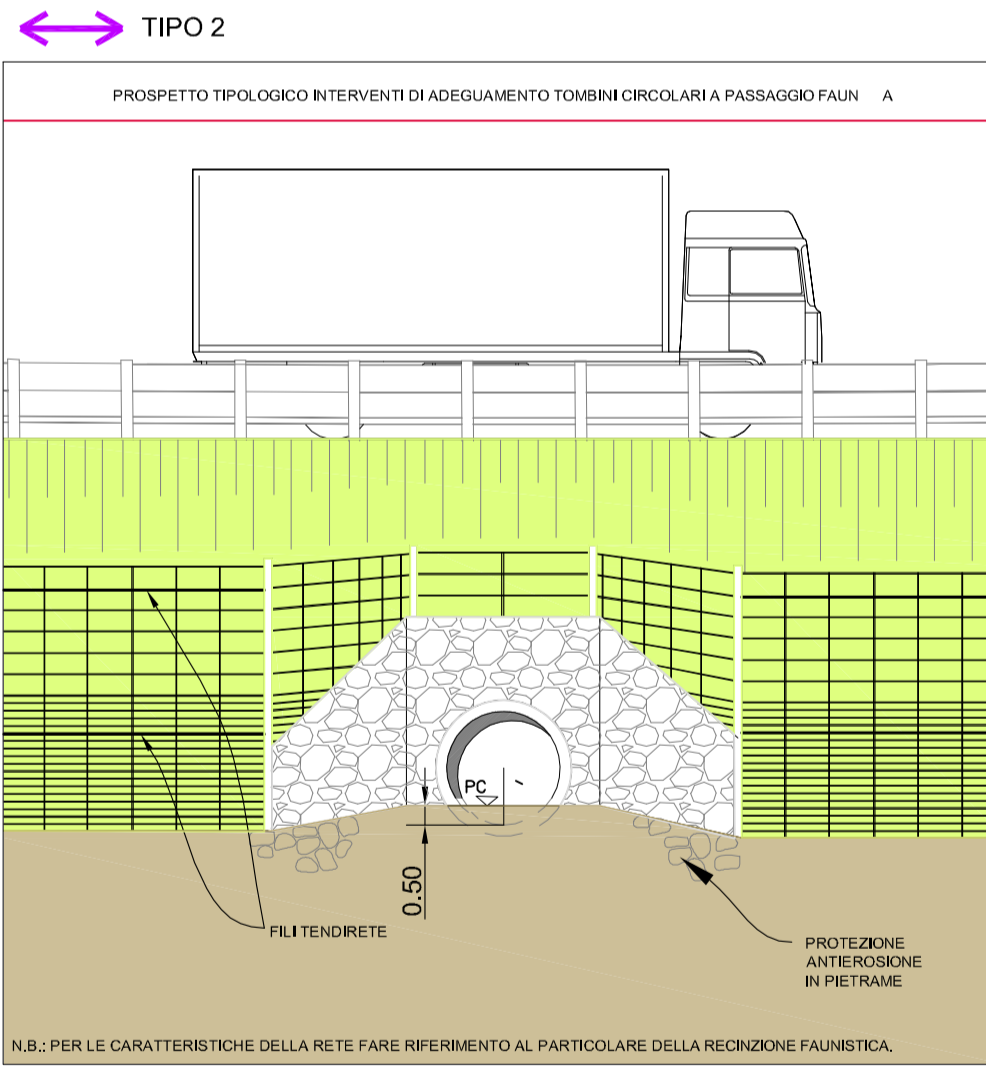 TIPO 2
PROSPETTO TIPOLOGICO INTERVENTI DI ADEGUAMENTO TOMBINI CIRCOLARI A PASSAGGIO FAUN A
PC
0.50
FILI TENDIRETE
PROTEZIONE
ANTIEROSIONE
IN PIETRAME
N.B.: PER LE CARATTERISTICHE DELLA RETE FARE RIFERIMENTO AL PARTICOLARE DELLA RECINZIONE FAUNISTICA.